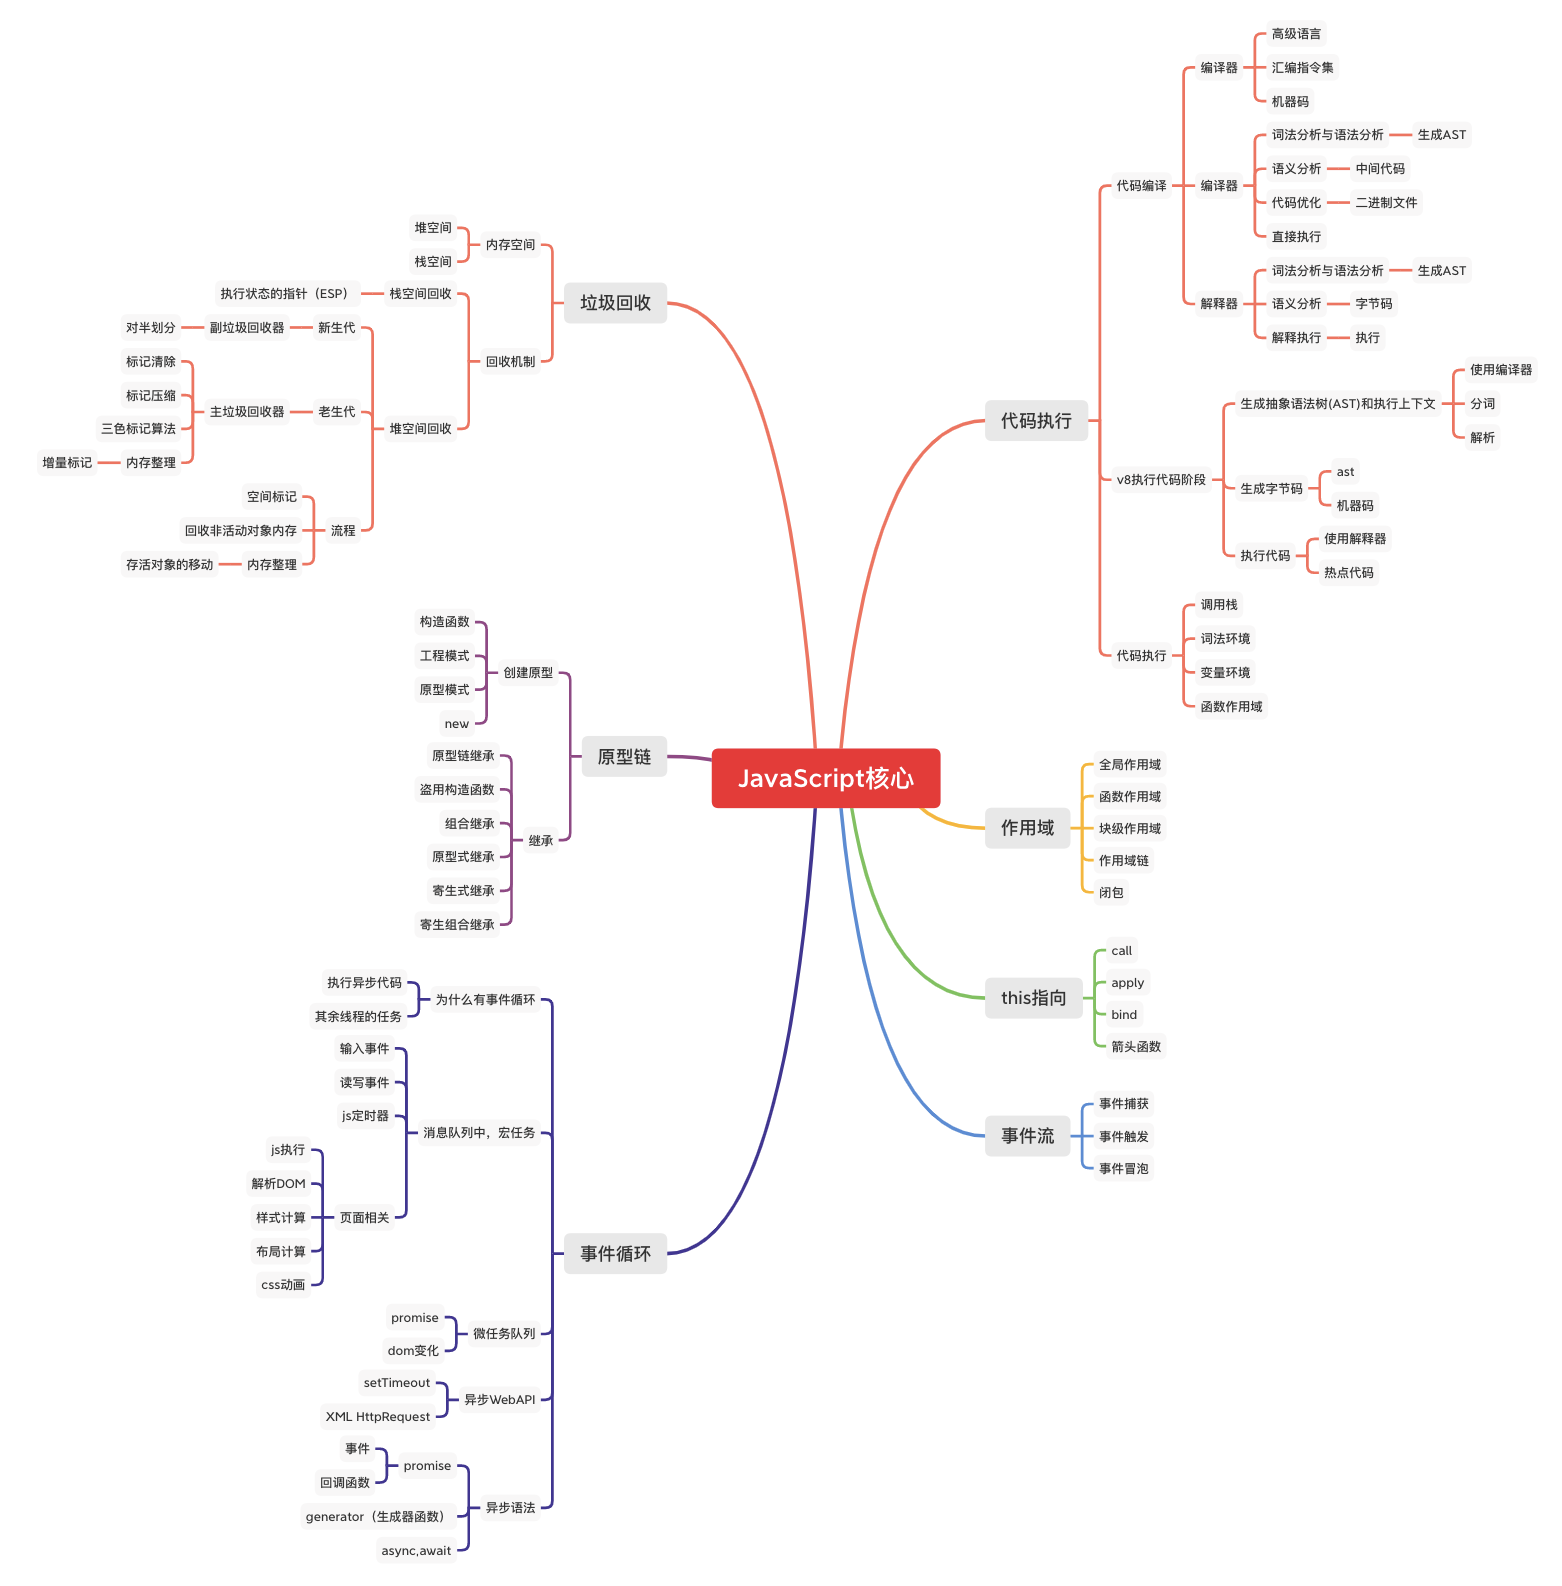 JavaScript核心
代码执行
代码编译
编译器
高级语言
汇编指令集
机器码
编译器
词法分析与语法分析
生成AST
语义分析
中间代码
代码优化
二进制文件
直接执行
解释器
词法分析与语法分析
生成AST
语义分析
字节码
解释执行
执行
v8执行代码阶段
生成抽象语法树(AST)和执行上下文
使用编译器
分词
解析
生成字节码
ast
机器码
执行代码
使用解释器
热点代码
代码执行
调用栈
词法环境
变量环境
函数作用域
作用域
全局作用域
函数作用域
块级作用域
作用域链
闭包
this指向
call
apply
bind
箭头函数
事件流
事件捕获
事件触发
事件冒泡
垃圾回收
内存空间
堆空间
栈空间
回收机制
栈空间回收
执行状态的指针（ESP）
堆空间回收
新生代
副垃圾回收器
对半划分
老生代
主垃圾回收器
标记清除
标记压缩
三色标记算法
内存整理
增量标记
流程
空间标记
回收非活动对象内存
内存整理
存活对象的移动
原型链
创建原型
构造函数
工程模式
原型模式
new
继承
原型链继承
盗用构造函数
组合继承
原型式继承
寄生式继承
寄生组合继承
事件循环
为什么有事件循环
执行异步代码
其余线程的任务
消息队列中，宏任务
输入事件
读写事件
js定时器
页面相关
js执行
解析DOM
样式计算
布局计算
css动画
微任务队列
promise
dom变化
异步WebAPI
setTimeout
XML HttpRequest
异步语法
promise
事件
回调函数
generator（生成器函数）
async,await